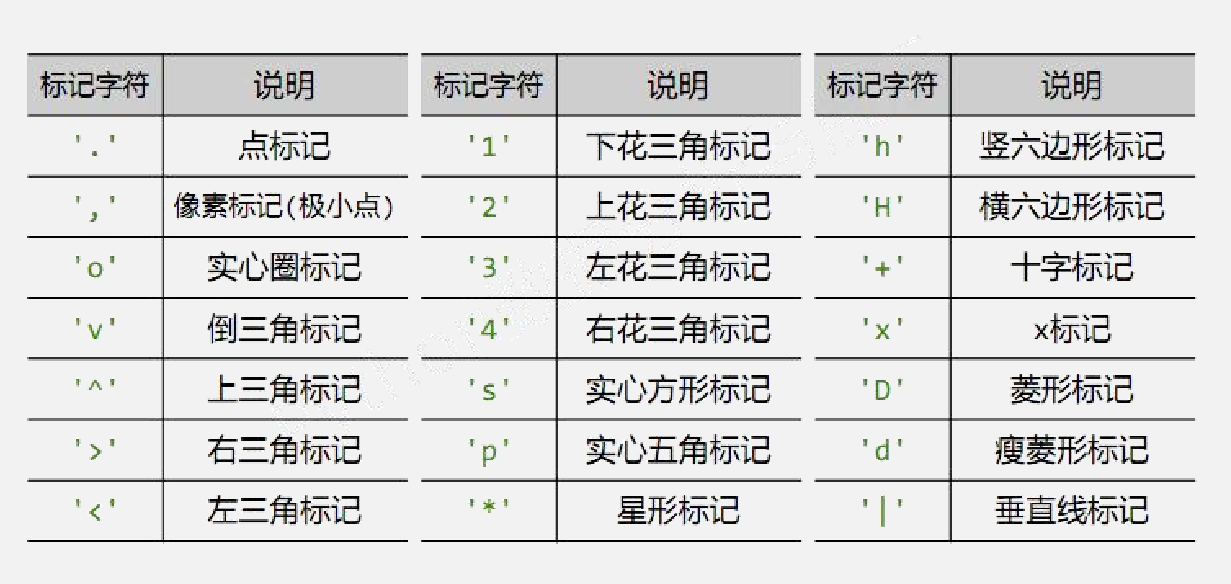 标记字符 说明 标记字符 说明 标记字符 说明
'.' 点标记 '1' 下花三角标记 'h' 竖六边形标记
',' 像素标记(极小点) '2' 上花三角标记 'H' 横六边形标记
'o' 实心圈标记 '3' 左花三角标记 '+' 十字标记
'v' 倒三角标记 '4' 右花三角标记 'x' x标记
'^' 上三角标记 's' 实心方形标记 'D' 菱形标记
'>' 右三角标记 'p' 实心五角标记 'd' 瘦菱形标记
'<' 左三角标记 '*' 星形标记 '|' 垂直线标记